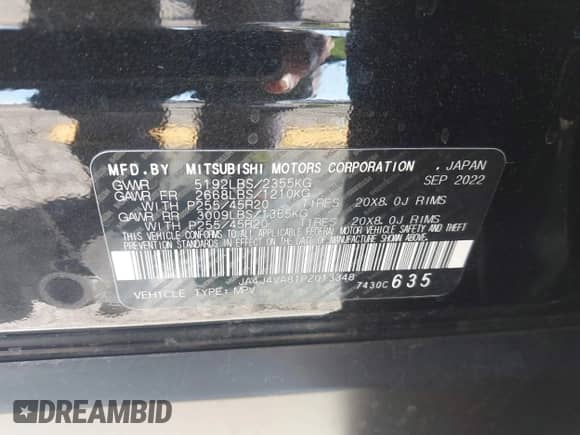 MFD.BY MITSUBISHI MOTORS CORPORATION , JAPAN
GVWR 5192LBS/2355KG SEP 2022
GAWR FR 2668LBS/1210KG
WITH P255/45R20 TIRES 20X8.0J RIMS
GAWR RR 3009LBS/1365KG
WITH P255/45R20 TIRES 20X8.0J RIMS
THIS VEHICLE CONFORMS TO ALL APPLICABLE FEDERAL
MOTOR VEHICLE SAFETY AND THEFT PREVENTION STANDARDS
IN EFFECT ON THE DATE OF MANUFACTURE SHOWN ABOVE.
JA4J4VA81PZ013348
VEHICLE TYPE: MPV 7430C 635
DREAMBID